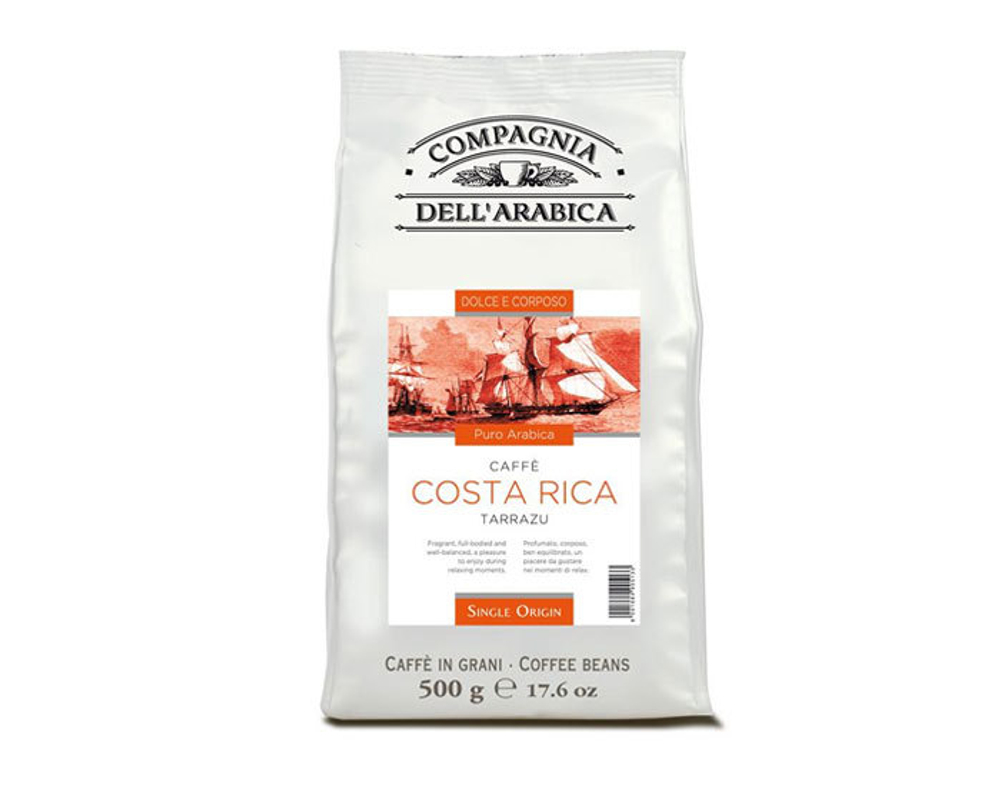 COMPAGNIA
DELL'ARABICA
DOLCE E CORPOSO
Puro Arabica
CAFFÈ
COSTA RICA
TARRAZU
Fragrant, full-bodied and
well-balanced, a pleasure
to enjoy during
relaxing moments.
Profumato, corposo,
ben equilibrato, un
piacere da gustare
nei momenti di relax.
SINGLE ORIGIN
CAFFÈ IN GRANI · COFFEE BEANS
500 g ℮ 17.6 oz